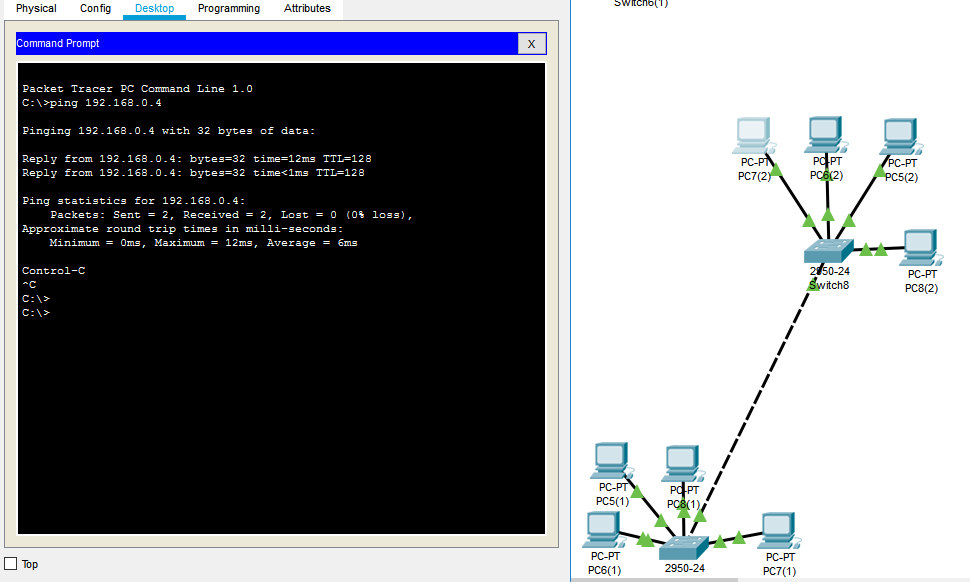 Physical Config Desktop Programming Attributes
Command Prompt
X
Packet Tracer PC Command Line 1.0
C:\>ping 192.168.0.4
Pinging 192.168.0.4 with 32 bytes of data:
Reply from 192.168.0.4: bytes=32 time=12ms TTL=128
Reply from 192.168.0.4: bytes=32 time<1ms TTL=128
Ping statistics for 192.168.0.4:
Packets: Sent = 2, Received = 2, Lost = 0 (0% loss),
Approximate round trip times in milli-seconds:
Minimum = 0ms, Maximum = 12ms, Average = 6ms
Control-C
^C
C:\>
C:\>
Top
Switch6(1)
PC-PT
PC7(2)
PC-PT
PC6(2)
PC-PT
PC5(2)
2950-24
Switch8
PC-PT
PC8(2)
PC-PT
PC5(1)
PC-PT
PC8(1)
PC-PT
PC6(1)
2950-24
PC-PT
PC7(1)